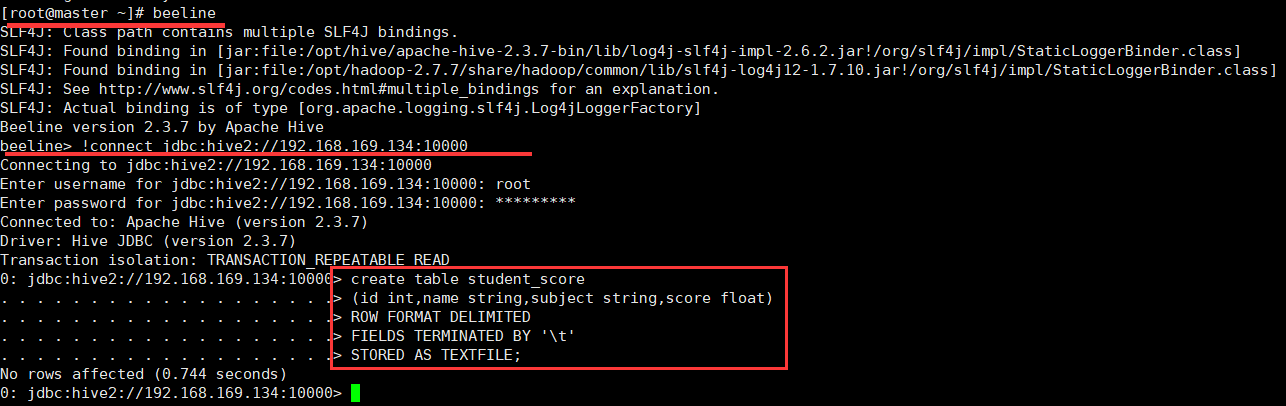 [root@master ~]# beeline
SLF4J: Class path contains multiple SLF4J bindings.
SLF4J: Found binding in [jar:file:/opt/hive/apache-hive-2.3.7-bin/lib/log4j-slf4j-impl-2.6.2.jar!/org/slf4j/impl/StaticLoggerBinder.class]
SLF4J: Found binding in [jar:file:/opt/hadoop-2.7.7/share/hadoop/common/lib/slf4j-log4j12-1.7.10.jar!/org/slf4j/impl/StaticLoggerBinder.class]
SLF4J: See http://www.slf4j.org/codes.html#multiple_bindings for an explanation.
SLF4J: Actual binding is of type [org.apache.logging.slf4j.Log4jLoggerFactory]
Beeline version 2.3.7 by Apache Hive
beeline> !connect jdbc:hive2://192.168.169.134:10000
Connecting to jdbc:hive2://192.168.169.134:10000
Enter username for jdbc:hive2://192.168.169.134:10000: root
Enter password for jdbc:hive2://192.168.169.134:10000: *********
Connected to: Apache Hive (version 2.3.7)
Driver: Hive JDBC (version 2.3.7)
Transaction isolation: TRANSACTION_REPEATABLE_READ
0: jdbc:hive2://192.168.169.134:10000> create table student_score
. . . . . . . . . . . . . . . . . . .> (id int,name string,subject string,score float)
. . . . . . . . . . . . . . . . . . .> ROW FORMAT DELIMITED
. . . . . . . . . . . . . . . . . . .> FIELDS TERMINATED BY '\t'
. . . . . . . . . . . . . . . . . . .> STORED AS TEXTFILE;
No rows affected (0.744 seconds)
0: jdbc:hive2://192.168.169.134:10000>